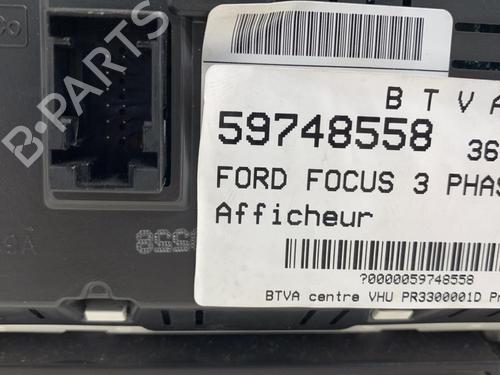 B-PARTS
B T V A
59748558 36
FORD FOCUS 3 PHAS
Afficheur
?0000059748558
BTVA centre VHU PR3300001D